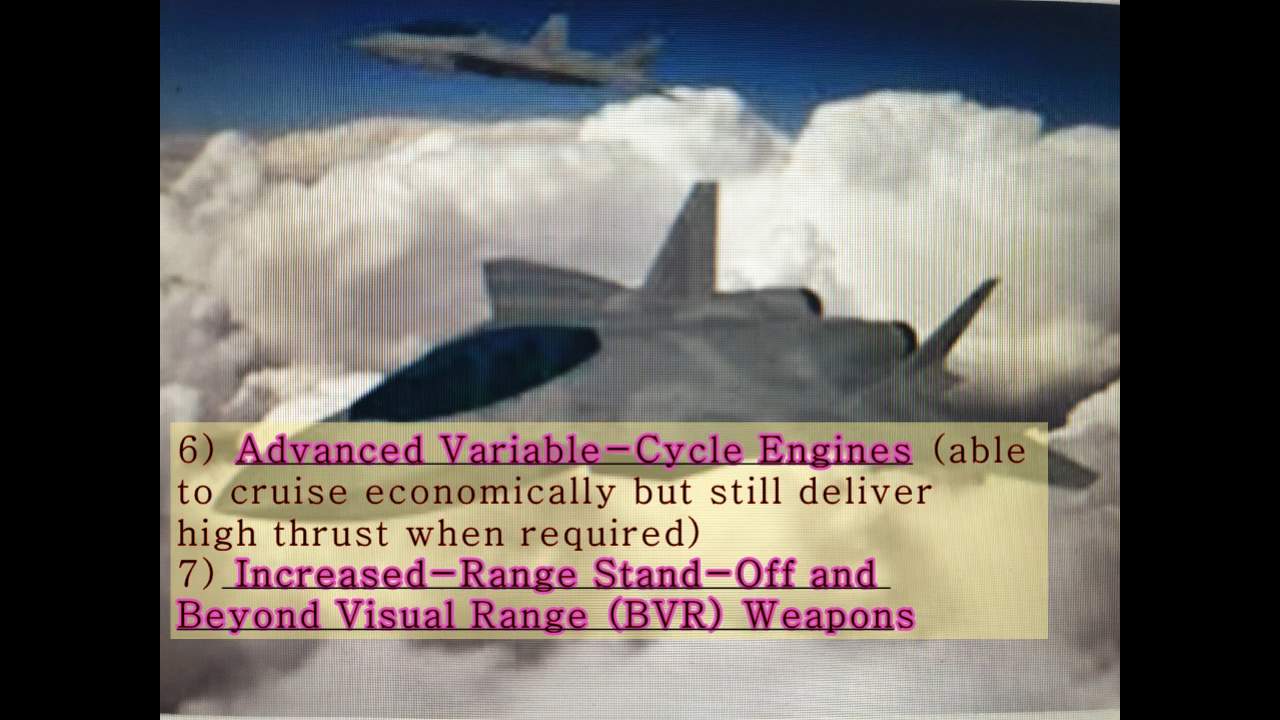 6) Advanced Variable-Cycle Engines (able
to cruise economically but still deliver
high thrust when required)
7) Increased-Range Stand-Off and
Beyond Visual Range (BVR) Weapons